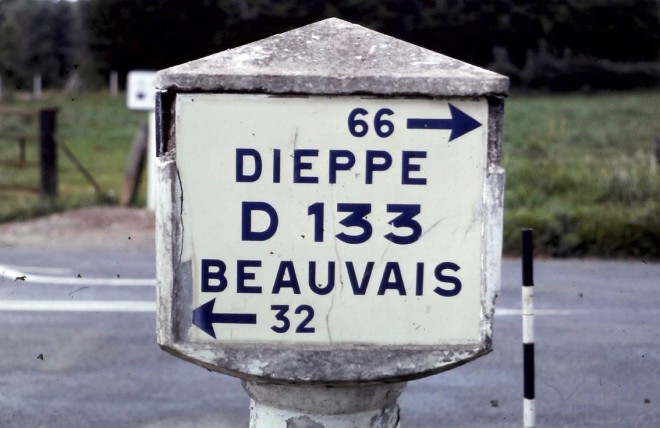 66 →
DIEPPE
D 133
BEAUVAIS
← 32